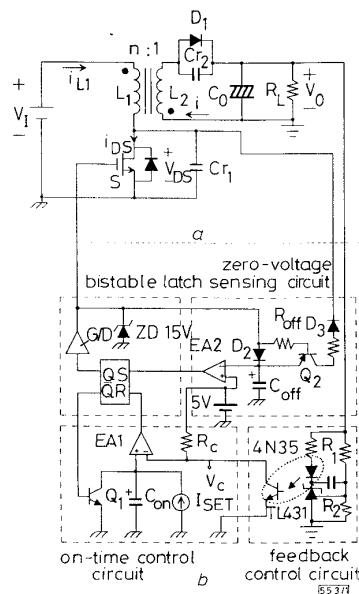 D1
n : 1
Cr2
iL1
L1
L2
i
C0
RL
+
V0
−
+
VI
−
iDS
S
+
VDS
−
Cr1
a
zero-voltage
bistable latch sensing circuit
G/D
ZD 15V
EA2
D2
Roff
D3
Q2
Coff
QS
QR
5V
EA1
Rc
4N35
R1
Vc
Q1
+
Con
ISET
TL431
R2
on-time control
circuit
b
feedback
control circuit
553/1